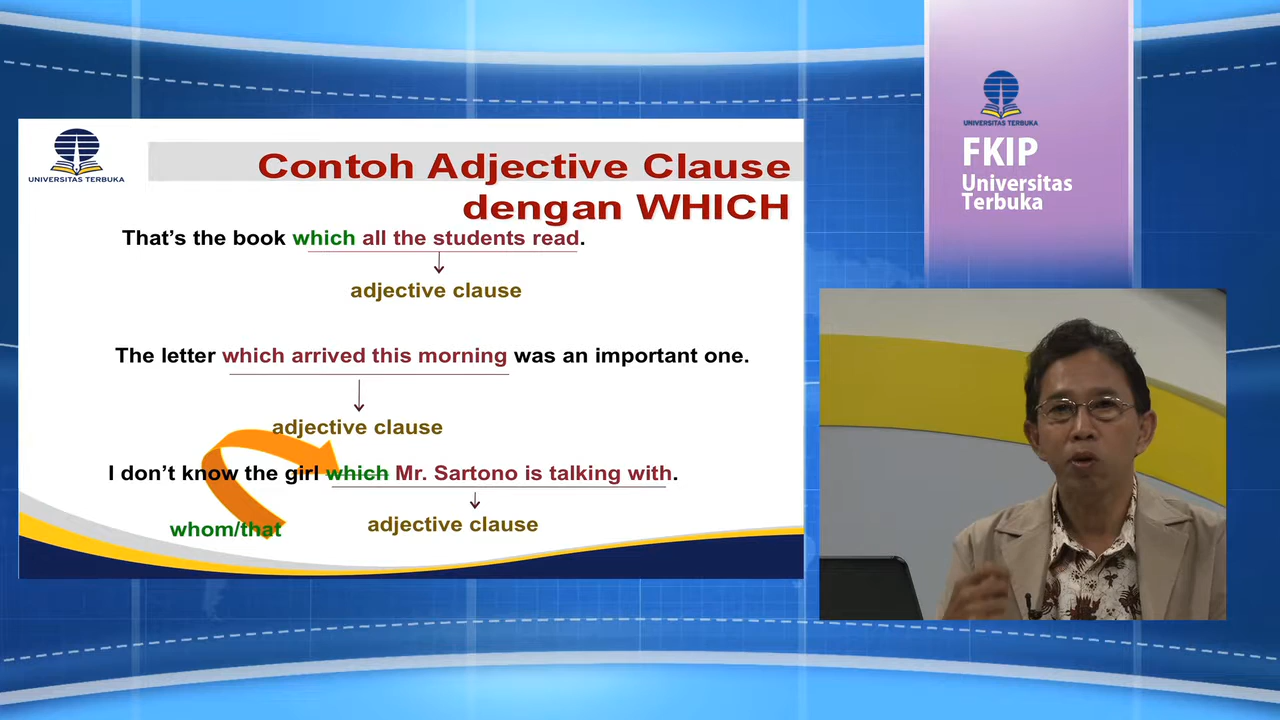 UNIVERSITAS TERBUKA
Contoh Adjective Clause
dengan WHICH
That's the book which all the students read.
adjective clause
The letter which arrived this morning was an important one.
adjective clause
I don't know the girl which Mr. Sartono is talking with.
whom/that
adjective clause
UNIVERSITAS TERBUKA
FKIP
Universitas
Terbuka